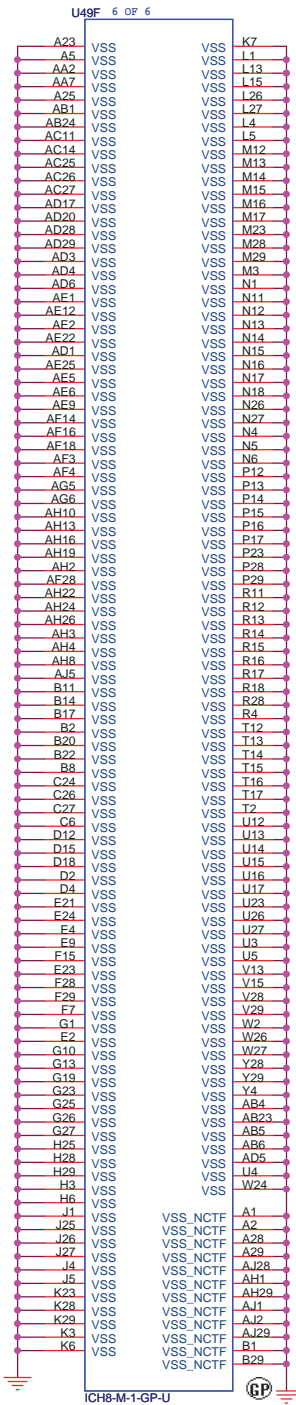 U49F 6 OF 6
A23 VSS VSS K7
A5 VSS VSS L1
AA2 VSS VSS L13
AA7 VSS VSS L15
A25 VSS VSS L26
AB1 VSS VSS L27
AB24 VSS VSS L4
AC11 VSS VSS L5
AC14 VSS VSS M12
AC25 VSS VSS M13
AC26 VSS VSS M14
AC27 VSS VSS M15
AD17 VSS VSS M16
AD20 VSS VSS M17
AD28 VSS VSS M23
AD29 VSS VSS M28
AD3 VSS VSS M29
AD4 VSS VSS M3
AD6 VSS VSS N1
AE1 VSS VSS N11
AE12 VSS VSS N12
AE2 VSS VSS N13
AE22 VSS VSS N14
AD1 VSS VSS N15
AE25 VSS VSS N16
AE5 VSS VSS N17
AE6 VSS VSS N18
AE9 VSS VSS N26
AF14 VSS VSS N27
AF16 VSS VSS N4
AF18 VSS VSS N5
AF3 VSS VSS N6
AF4 VSS VSS P12
AG5 VSS VSS P13
AG6 VSS VSS P14
AH10 VSS VSS P15
AH13 VSS VSS P16
AH16 VSS VSS P17
AH19 VSS VSS P23
AH2 VSS VSS P28
AF28 VSS VSS P29
AH22 VSS VSS R11
AH24 VSS VSS R12
AH26 VSS VSS R13
AH3 VSS VSS R14
AH4 VSS VSS R15
AH8 VSS VSS R16
AJ5 VSS VSS R17
B11 VSS VSS R18
B14 VSS VSS R28
B17 VSS VSS R4
B2 VSS VSS T12
B20 VSS VSS T13
B22 VSS VSS T14
B8 VSS VSS T15
C24 VSS VSS T16
C26 VSS VSS T17
C27 VSS VSS T2
C6 VSS VSS U12
D12 VSS VSS U13
D15 VSS VSS U14
D18 VSS VSS U15
D2 VSS VSS U16
D4 VSS VSS U17
E21 VSS VSS U23
E24 VSS VSS U26
E4 VSS VSS U27
E9 VSS VSS U3
F15 VSS VSS U5
E23 VSS VSS V13
F28 VSS VSS V15
F29 VSS VSS V28
F7 VSS VSS V29
G1 VSS VSS W2
E2 VSS VSS W26
G10 VSS VSS W27
G13 VSS VSS Y28
G19 VSS VSS Y29
G23 VSS VSS Y4
G25 VSS VSS AB4
G26 VSS VSS AB23
G27 VSS VSS AB5
H25 VSS VSS AB6
H28 VSS VSS AD5
H29 VSS VSS U4
H3 VSS VSS W24
H6 VSS
J1 VSS VSS_NCTF A1
J25 VSS VSS_NCTF A2
J26 VSS VSS_NCTF A28
J27 VSS VSS_NCTF A29
J4 VSS VSS_NCTF AJ28
J5 VSS VSS_NCTF AH1
K23 VSS VSS_NCTF AH29
K28 VSS VSS_NCTF AJ1
K29 VSS VSS_NCTF AJ2
K3 VSS VSS_NCTF AJ29
K6 VSS VSS_NCTF B1
VSS_NCTF B29
ICH8-M-1-GP-U
GP